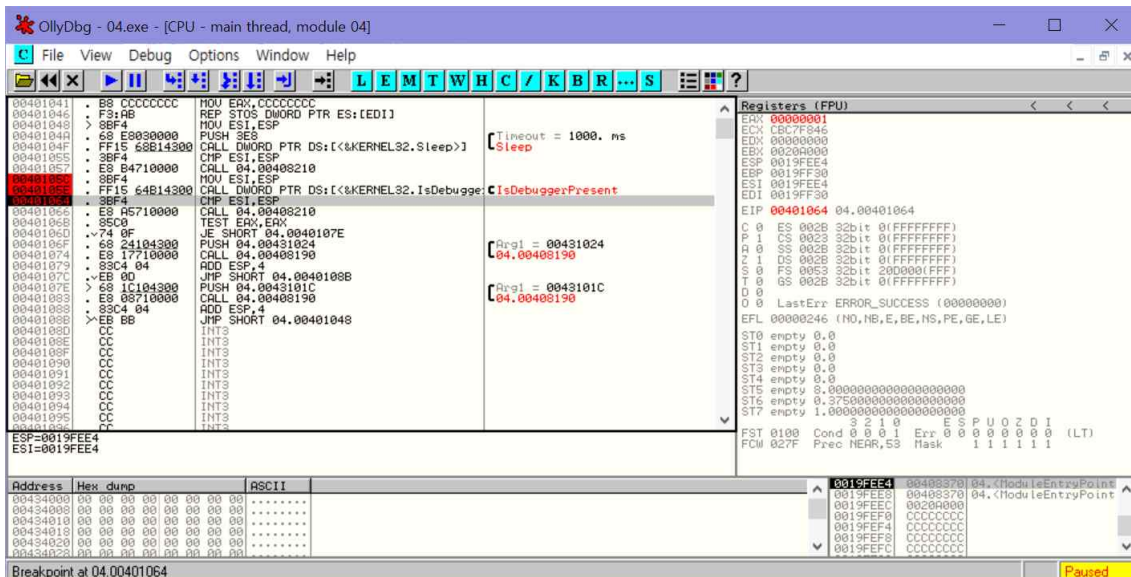 OllyDbg - 04.exe - [CPU - main thread, module 04]
C File View Debug Options Window Help
L E M T W H C / K B R ... S ?
00401041 . B8 CCCCCCCC MOV EAX,CCCCCCCC
00401046 . F3:AB REP STOS DWORD PTR ES:[EDI]
00401048 > 8BF4 MOV ESI,ESP
0040104A . 68 E8030000 PUSH 3E8 Timeout = 1000. ms
0040104F . FF15 68B14300 CALL DWORD PTR DS:[<&KERNEL32.Sleep>] Sleep
00401055 . 3BF4 CMP ESI,ESP
00401057 . E8 B4710000 CALL 04.00408210
0040105C . 8BF4 MOV ESI,ESP
0040105E . FF15 64B14300 CALL DWORD PTR DS:[<&KERNEL32.IsDebugge: IsDebuggerPresent
00401064 . 3BF4 CMP ESI,ESP
00401066 . E8 A5710000 CALL 04.00408210
0040106B . 85C0 TEST EAX,EAX
0040106D .v74 0F JE SHORT 04.0040107E
0040106F . 68 24104300 PUSH 04.00431024 Arg1 = 00431024
00401074 . E8 17710000 CALL 04.00408190 04.00408190
00401079 . 83C4 04 ADD ESP,4
0040107C .vEB 0D JMP SHORT 04.0040108B
0040107E > 68 1C104300 PUSH 04.0043101C Arg1 = 0043101C
00401083 . E8 08710000 CALL 04.00408190 04.00408190
00401088 . 83C4 04 ADD ESP,4
0040108B >^EB BB JMP SHORT 04.00401048
0040108D CC INT3
0040108E CC INT3
0040108F CC INT3
00401090 CC INT3
00401091 CC INT3
00401092 CC INT3
00401093 CC INT3
00401094 CC INT3
00401095 CC INT3
00401096 CC INT3
ESP=0019FEE4
ESI=0019FEE4
Registers (FPU) < < <
EAX 00000001
ECX CBC7F846
EDX 00000000
EBX 0020A000
ESP 0019FEE4
EBP 0019FF30
ESI 0019FEE4
EDI 0019FF30
EIP 00401064 04.00401064
C 0 ES 002B 32bit 0(FFFFFFFF)
P 1 CS 0023 32bit 0(FFFFFFFF)
A 0 SS 002B 32bit 0(FFFFFFFF)
Z 1 DS 002B 32bit 0(FFFFFFFF)
S 0 FS 0053 32bit 20D000(FFF)
T 0 GS 002B 32bit 0(FFFFFFFF)
D 0
O 0 LastErr ERROR_SUCCESS (00000000)
EFL 00000246 (NO,NB,E,BE,NS,PE,GE,LE)
ST0 empty 0.0
ST1 empty 0.0
ST2 empty 0.0
ST3 empty 0.0
ST4 empty 0.0
ST5 empty 8.0000000000000000000
ST6 empty 0.3750000000000000000
ST7 empty 1.0000000000000000000
3 2 1 0 E S P U O Z D I
FST 0100 Cond 0 0 0 1 Err 0 0 0 0 0 0 0 0 (LT)
FCW 027F Prec NEAR,53 Mask 1 1 1 1 1 1
Address Hex dump ASCII
00434000 00 00 00 00 00 00 00 00 ........
00434008 00 00 00 00 00 00 00 00 ........
00434010 00 00 00 00 00 00 00 00 ........
00434018 00 00 00 00 00 00 00 00 ........
00434020 00 00 00 00 00 00 00 00 ........
00434028 00 00 00 00 00 00 00 00 ........
0019FEE4 00408370 04.<ModuleEntryPoint
0019FEE8 00408370 04.<ModuleEntryPoint
0019FEEC 0020A000
0019FEF0 CCCCCCCC
0019FEF4 CCCCCCCC
0019FEF8 CCCCCCCC
0019FEFC CCCCCCCC
Breakpoint at 04.00401064
Paused